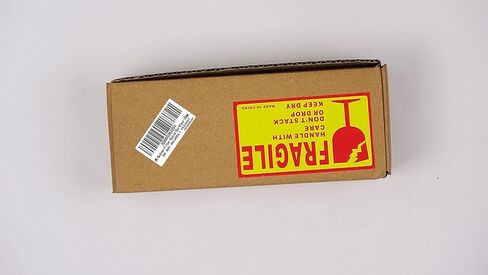 FRAGILE
HANDLE WITH
CARE
DON'T STACK
OR DROP
KEEP DRY
MADE IN CHINA